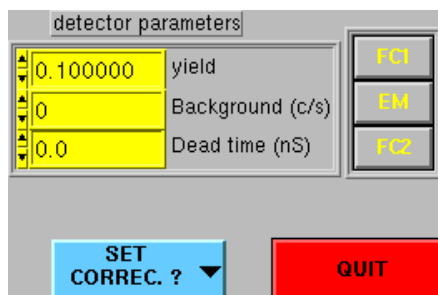 detector parameters
0.100000 yield FC1
0 Background (c/s) EM
0.0 Dead time (nS) FC2
SET
CORREC. ?
QUIT